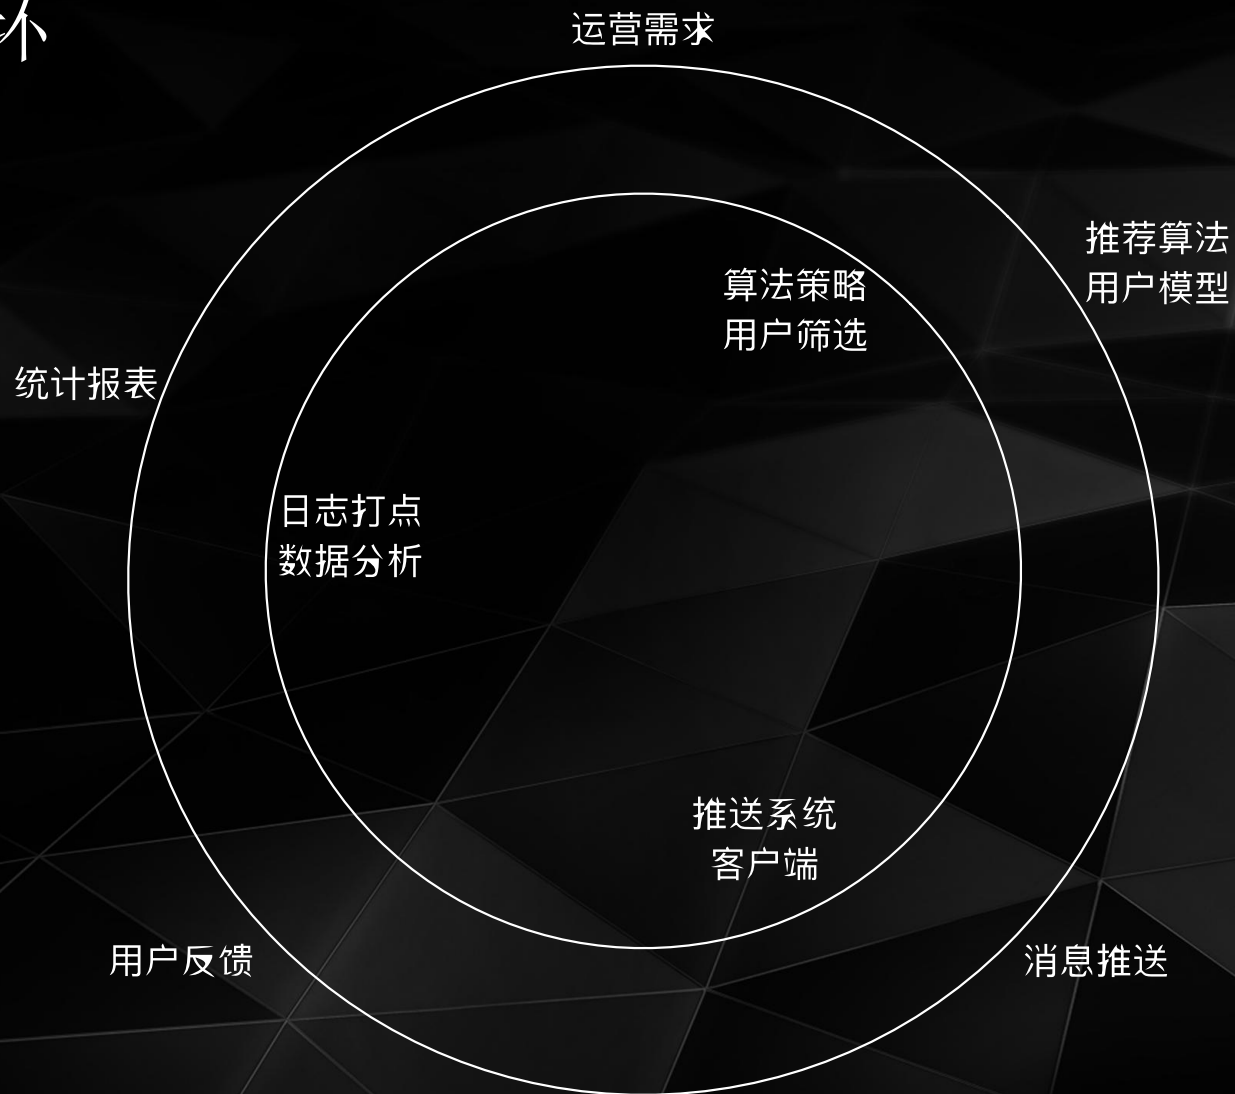 运营需求
推荐算法
用户模型
算法策略
用户筛选
统计报表
日志打点
数据分析
推送系统
客户端
用户反馈
消息推送